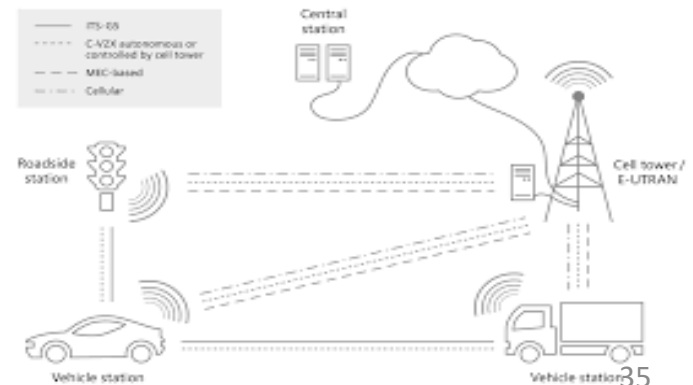 Central
station
ITS-G5
C-V2X autonomous or
controlled by cell tower
MEC-based
Cellular
Roadside
station
Cell tower/
E-UTRAN
Vehicle station
Vehicle station
35